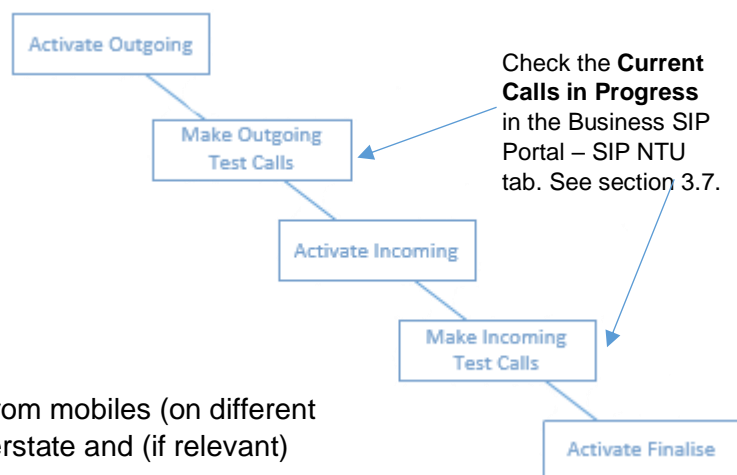 Activate Outgoing
Check the Current
Calls in Progress
in the Business SIP
Portal – SIP NTU
tab. See section 3.7.
Make Outgoing
Test Calls
Activate Incoming
Make Incoming
Test Calls
mobiles (on different
and (if relevant)
Activate Finalise